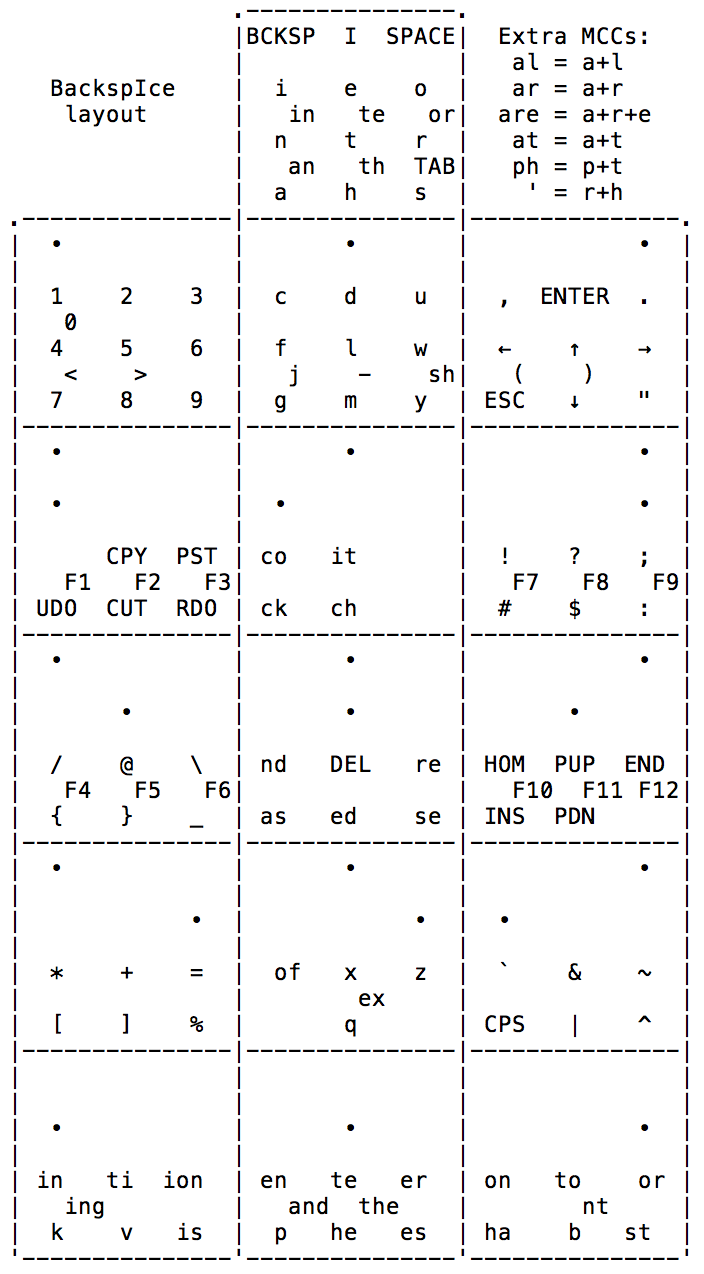 BCKSP I SPACE Extra MCCs:
al = a+l
BackspIce i e o ar = a+r
layout in te or are = a+r+e
n t r at = a+t
an th TAB ph = p+t
a h s ' = r+h
• • •
1 2 3 c d u , ENTER .
0
4 5 6 f l w ← ↑ →
< > j – sh ( )
7 8 9 g m y ESC ↓ "
• • •
• • •
CPY PST co it ! ? ;
F1 F2 F3 F7 F8 F9
UDO CUT RDO ck ch # $ :
• • •
• • •
/ @ \ nd DEL re HOM PUP END
F4 F5 F6 F10 F11 F12
{ } _ as ed se INS PDN
• • •
• • •
* + = of x z ` & ~
ex
[ ] % q CPS | ^
• • •
in ti ion en te er on to or
ing and the nt
k v is p he es ha b st